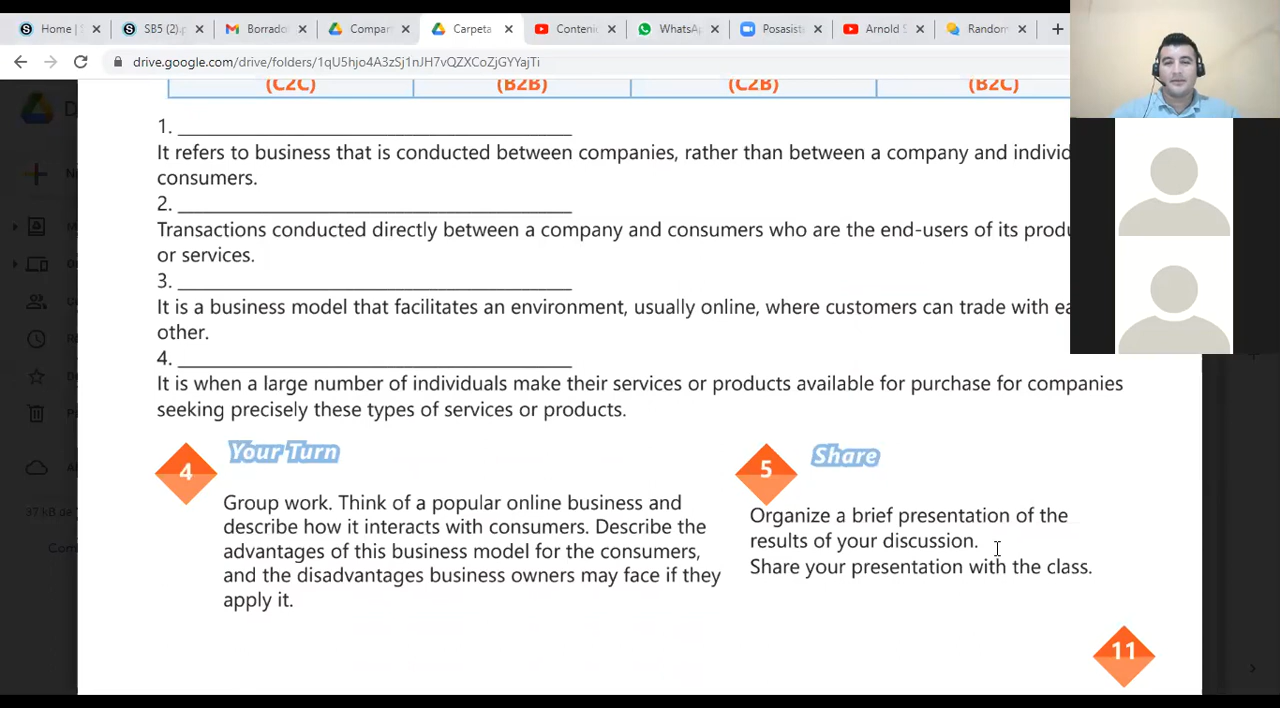 Home |
SB5 (2).p
Borrado
Compar
Carpeta
Conteni
WhatsA
Posasist
Arnold S
Random
drive.google.com/drive/folders/1qU5hjo4A3zSj1nJH7vQZXCoZjGYYajTi
(C2C) (B2B) (C2B) (B2C)
1.
It refers to business that is conducted between companies, rather than between a company and individ
consumers.
2.
Transactions conducted directly between a company and consumers who are the end-users of its produ
or services.
3.
It is a business model that facilitates an environment, usually online, where customers can trade with ea
other.
4.
It is when a large number of individuals make their services or products available for purchase for companies
seeking precisely these types of services or products.
4 Your Turn
Group work. Think of a popular online business and
describe how it interacts with consumers. Describe the
advantages of this business model for the consumers,
and the disadvantages business owners may face if they
apply it.
5 Share
Organize a brief presentation of the
results of your discussion.
Share your presentation with the class.
11